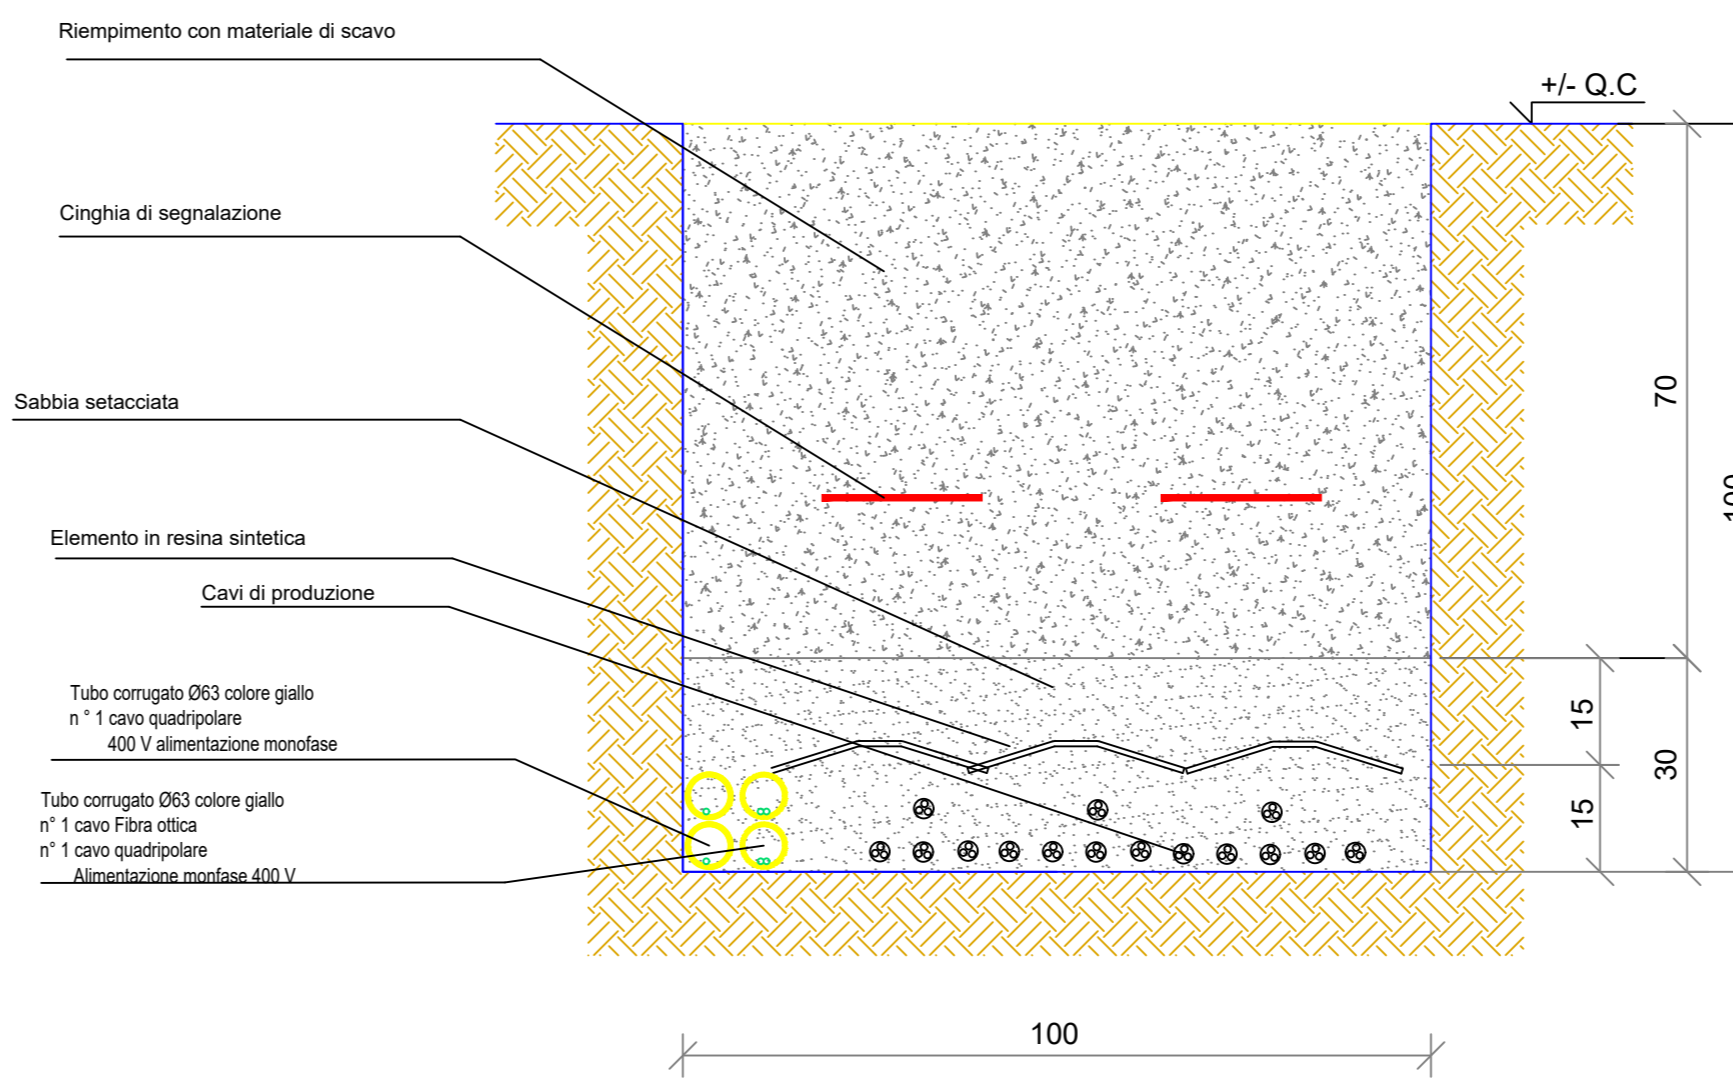 Riempimento con materiale di scavo
+/- Q.C
Cinghia di segnalazione
70
Sabbia setacciata
100
Elemento in resina sintetica
Cavi di produzione
Tubo corrugato Ø63 colore giallo
n ° 1 cavo quadripolare
400 V alimentazione monofase
15
30
Tubo corrugato Ø63 colore giallo
n° 1 cavo Fibra ottica
n° 1 cavo quadripolare
Alimentazione monfase 400 V
15
100